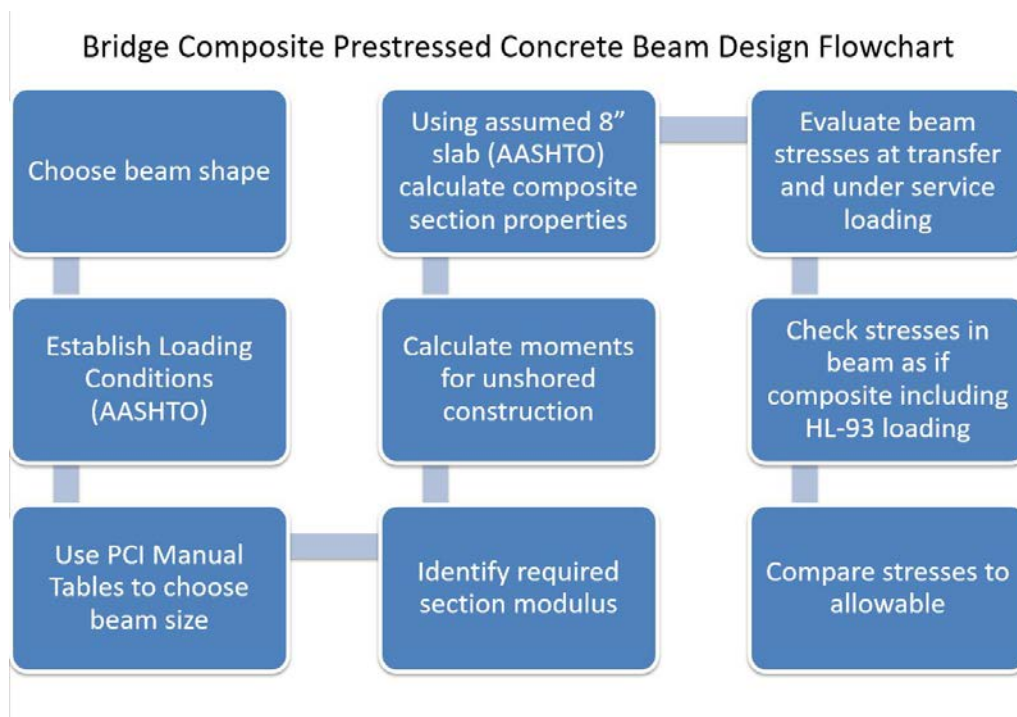 Bridge Composite Prestressed Concrete Beam Design Flowchart
Choose beam shape
Establish Loading
Conditions
(AASHTO)
Use PCI Manual
Tables to choose
beam size
Identify required
section modulus
Calculate moments
for unshored
construction
Using assumed 8” 
slab (AASHTO)
calculate composite
section properties
Evaluate beam
stresses at transfer
and under service
loading
Check stresses in
beam as if
composite including
HL-93 loading
Compare stresses to
allowable